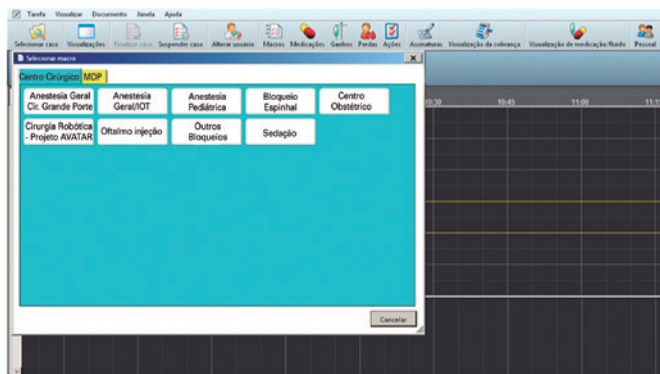 Tarefa Visualizar Documento Janela Ajuda
Selecionar caso Visualizações Finalizar caso Suspender caso Alterar usuário Macros Medicações Ganhos Perdas Ações Assinaturas Visualização da cobrança Visualização de medicação/fluido Pessoal
Selecionar macro
Centro Cirúrgico MDP
Anestesia Geral
Cir. Grande Porte
Anestesia
Geral/IOT
Anestesia
Pediátrica
Bloqueio
Espinhal
Centro
Obstétrico
Cirurgia Robótica
- Projeto AVATAR
Oftalmo injeção
Outros
Bloqueios
Sedação
10:30 10:45 11:00 11:15
Cancelar